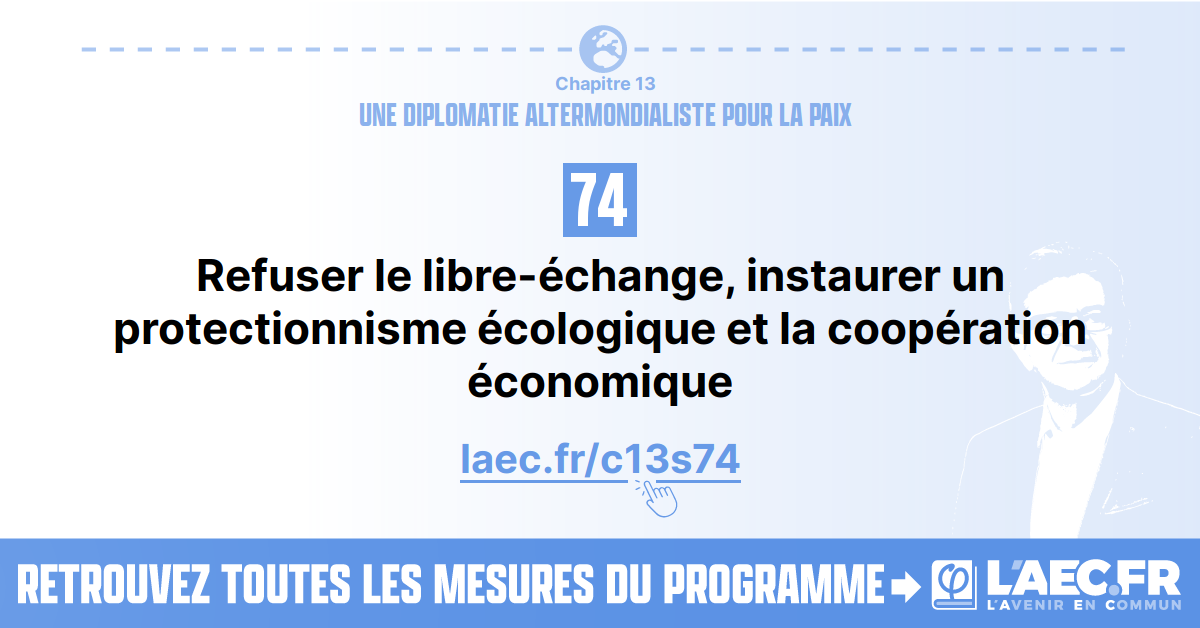 Chapitre 13
UNE DIPLOMATIE ALTERMONDIALISTE POUR LA PAIX
74
Refuser le libre-échange, instaurer un
protectionnisme écologique et la coopération
économique
laec.fr/c13s74
RETROUVEZ TOUTES LES MESURES DU PROGRAMME
L'AEC.FR
L'AVENIR EN COMMUN